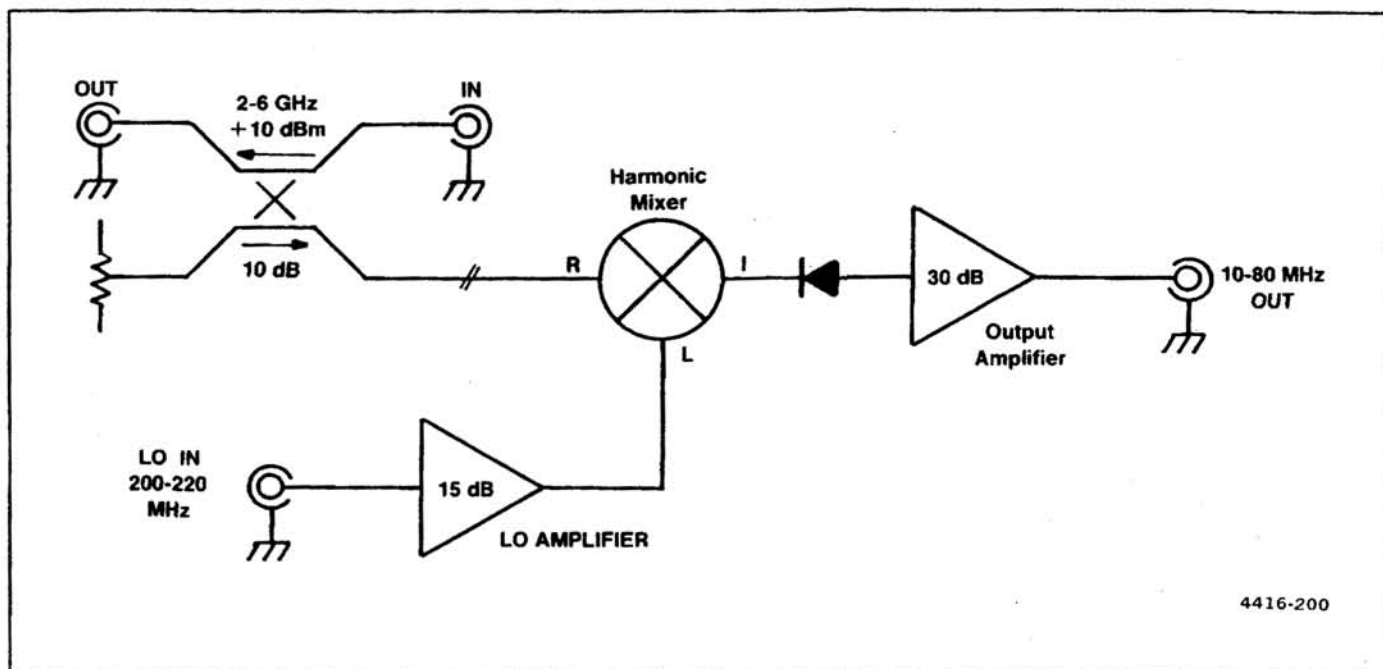 OUT
2-6 GHz
+10 dBm
IN
10 dB
Harmonic
Mixer
R
I
L
30 dB
Output
Amplifier
10-80 MHz
OUT
LO IN
200-220
MHz
15 dB
LO AMPLIFIER
4416-200